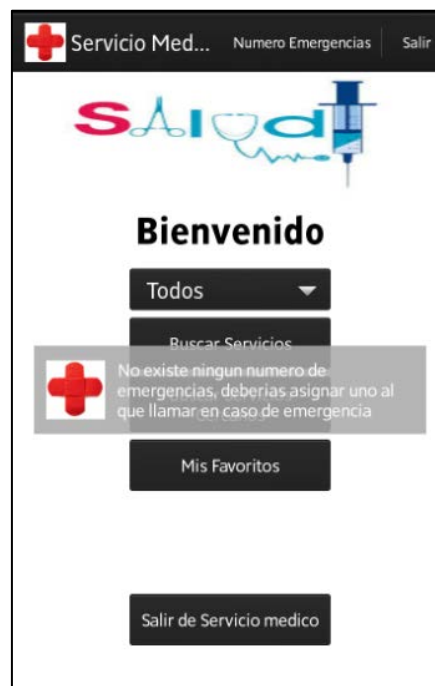 Servicio Med... Numero Emergencias Salir
Salud
Bienvenido
Todos
Buscar Servicios
No existe ningun numero de
emergencias, deberias asignar uno al
que llamar en caso de emergencia
Mis Favoritos
Salir de Servicio medico